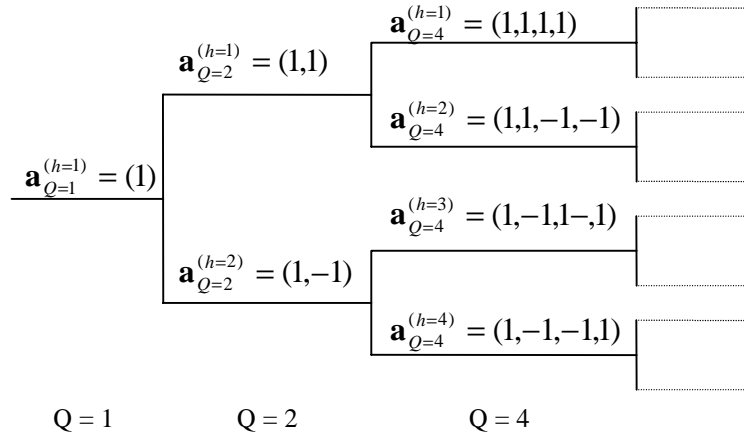 a_{Q=4}^{(h=1)} = (1,1,1,1)
a_{Q=2}^{(h=1)} = (1,1)
a_{Q=4}^{(h=2)} = (1,1,−1,−1)
a_{Q=1}^{(h=1)} = (1)
a_{Q=4}^{(h=3)} = (1,−1,1−,1)
a_{Q=2}^{(h=2)} = (1,−1)
a_{Q=4}^{(h=4)} = (1,−1,−1,1)
Q = 1 Q = 2 Q = 4